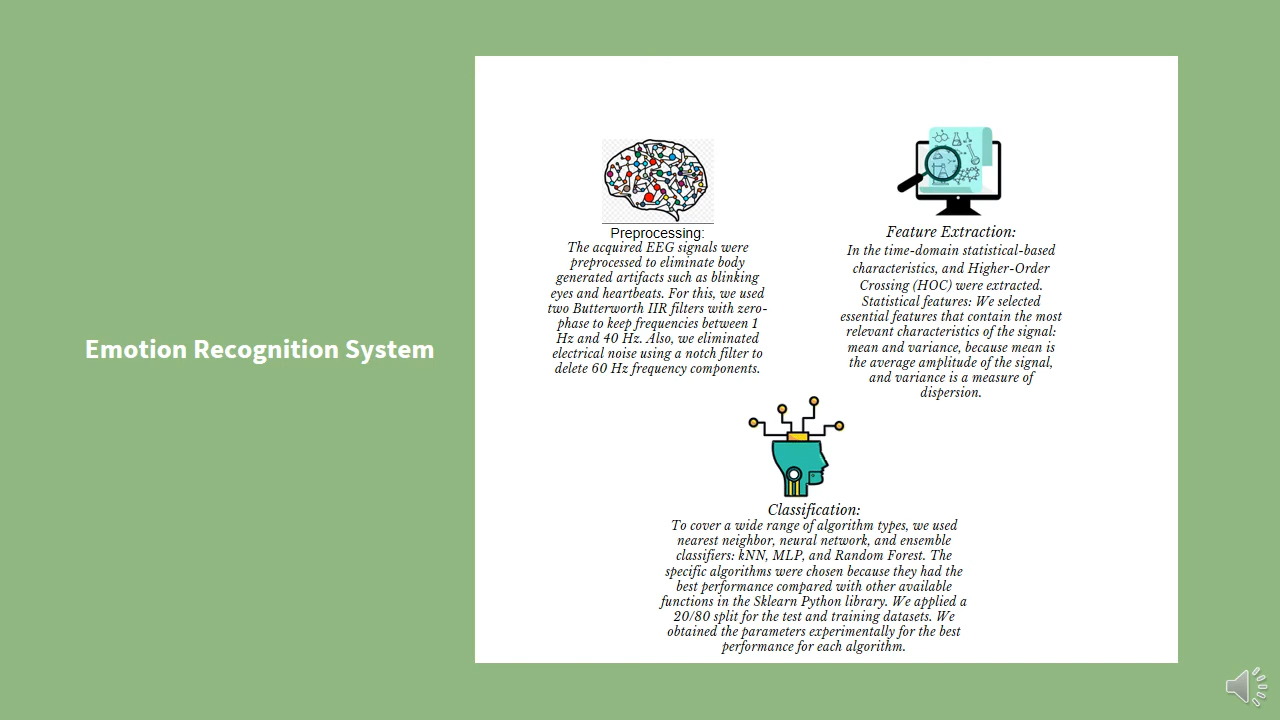 Emotion Recognition System
Preprocessing:
The acquired EEG signals were
preprocessed to eliminate body
generated artifacts such as blinking
eyes and heartbeats. For this, we used
two Butterworth IIR filters with zero-
phase to keep frequencies between 1
Hz and 40 Hz. Also, we eliminated
electrical noise using a notch filter to
delete 60 Hz frequency components.
Feature Extraction:
In the time-domain statistical-based
characteristics, and Higher-Order
Crossing (HOC) were extracted.
Statistical features: We selected
essential features that contain the most
relevant characteristics of the signal:
mean and variance, because mean is
the average amplitude of the signal,
and variance is a measure of
dispersion.
Classification:
To cover a wide range of algorithm types, we used
nearest neighbor, neural network, and ensemble
classifiers: kNN, MLP, and Random Forest. The
specific algorithms were chosen because they had the
best performance compared with other available
functions in the Sklearn Python library. We applied a
20/80 split for the test and training datasets. We
obtained the parameters experimentally for the best
performance for each algorithm.